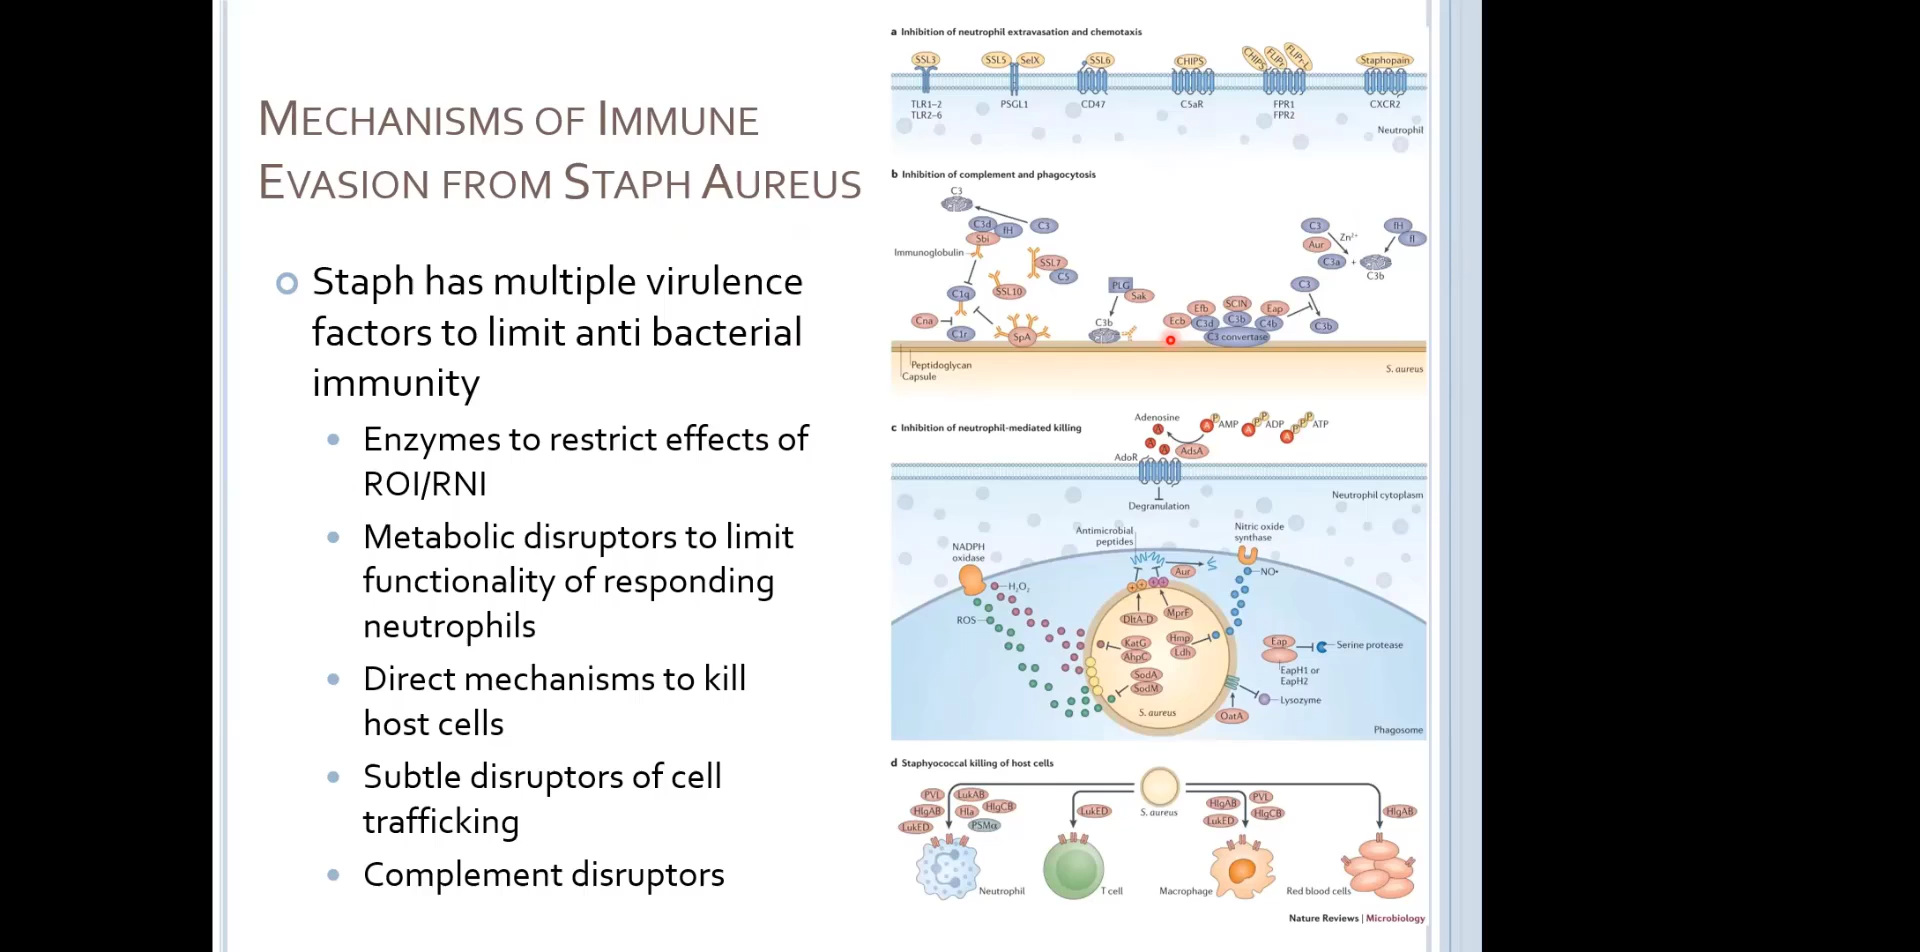 MECHANISMS OF IMMUNE
EVASION FROM STAPH AUREUS
Staph has multiple virulence
factors to limit anti bacterial
immunity
Enzymes to restrict effects of
ROI/RNI
Metabolic disruptors to limit
functionality of responding
neutrophils
Direct mechanisms to kill
host cells
Subtle disruptors of cell
trafficking
Complement disruptors
a Inhibition of neutrophil extravasation and chemotaxis
SSL3
SSL5 SelX
SSL6
CHIPS
CHIPS FLIPr FLIPr-L
Staphopain
TLR1–2
TLR2–6
PSGL1
CD47
C5aR
FPR1
FPR2
CXCR2
Neutrophil
b Inhibition of complement and phagocytosis
C3
C3d fH C3
Sbi
Immunoglobulin
SSL7
C5
C1q
SSL10
Cna
C1r
SpA
PLG
Sak
C3b
Ecb Efb SCIN Eap
C3d C3b C4b
C3 convertase
C3
C3b
C3
Aur
Zn²⁺
C3a + C3b
fH
fI
Peptidoglycan
Capsule
S. aureus
c Inhibition of neutrophil-mediated killing
Adenosine
A
A A
A P AMP
A P P ADP
A P P P ATP
AdsA
AdoR
Degranulation
Neutrophil cytoplasm
Antimicrobial
peptides
Nitric oxide
synthase
NADPH
oxidase
H₂O₂
Aur
NO•
ROS
DltA-D
MprF
KatG
AhpC
Hmp
Ldh
SodA
SodM
Eap
Serine protease
EapH1 or
EapH2
Lysozyme
OatA
S. aureus
Phagosome
d Staphyococcal killing of host cells
PVL LukAB
HlgAB Hla HlgCB
LukED PSMα
LukED
S. aureus
HlgAB PVL
LukED HlgCB
HlgAB
Neutrophil
T cell
Macrophage
Red blood cells
Nature Reviews | Microbiology